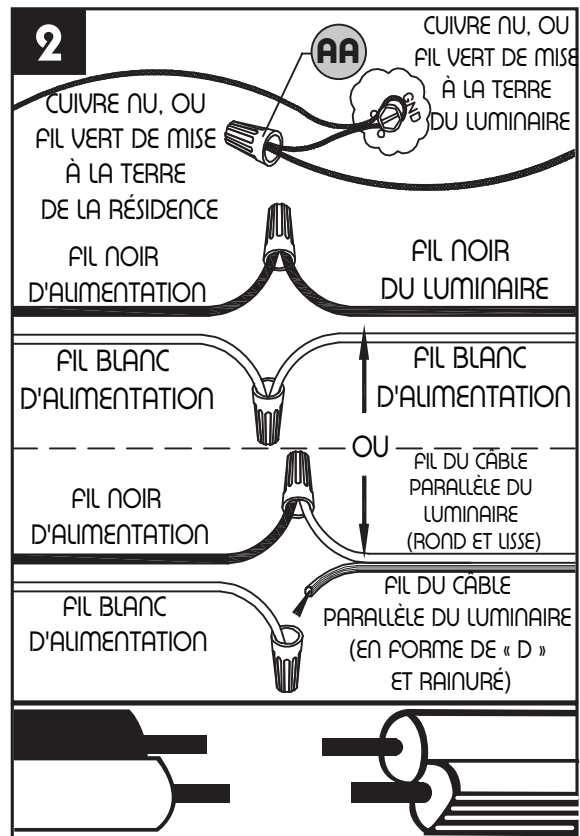 2
AA
CUIVRE NU, OU
FIL VERT DE MISE
À LA TERRE
DU LUMINAIRE
GND
CUIVRE NU, OU
FIL VERT DE MISE
À LA TERRE
DE LA RÉSIDENCE
FIL NOIR
D'ALIMENTATION
FIL NOIR
DU LUMINAIRE
FIL BLANC
D'ALIMENTATION
FIL BLANC
D'ALIMENTATION
OU
FIL NOIR
D'ALIMENTATION
FIL DU CÂBLE
PARALLÈLE DU
LUMINAIRE
(ROND ET LISSE)
FIL BLANC
D'ALIMENTATION
FIL DU CÂBLE
PARALLÈLE DU LUMINAIRE
(EN FORME DE « D »
ET RAINURÉ)